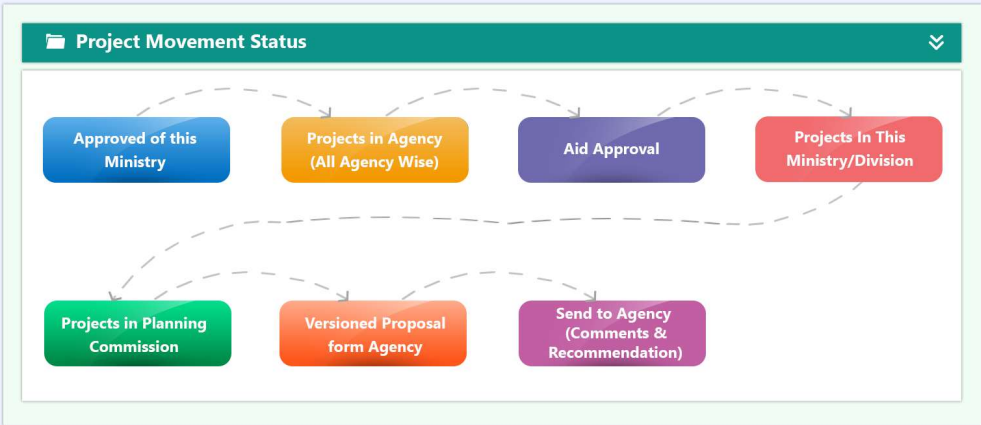 Project Movement Status
Approved of this
Ministry
Projects in Agency
(All Agency Wise)
Aid Approval
Projects In This
Ministry/Division
Projects in Planning
Commission
Versioned Proposal
form Agency
Send to Agency
(Comments &
Recommendation)